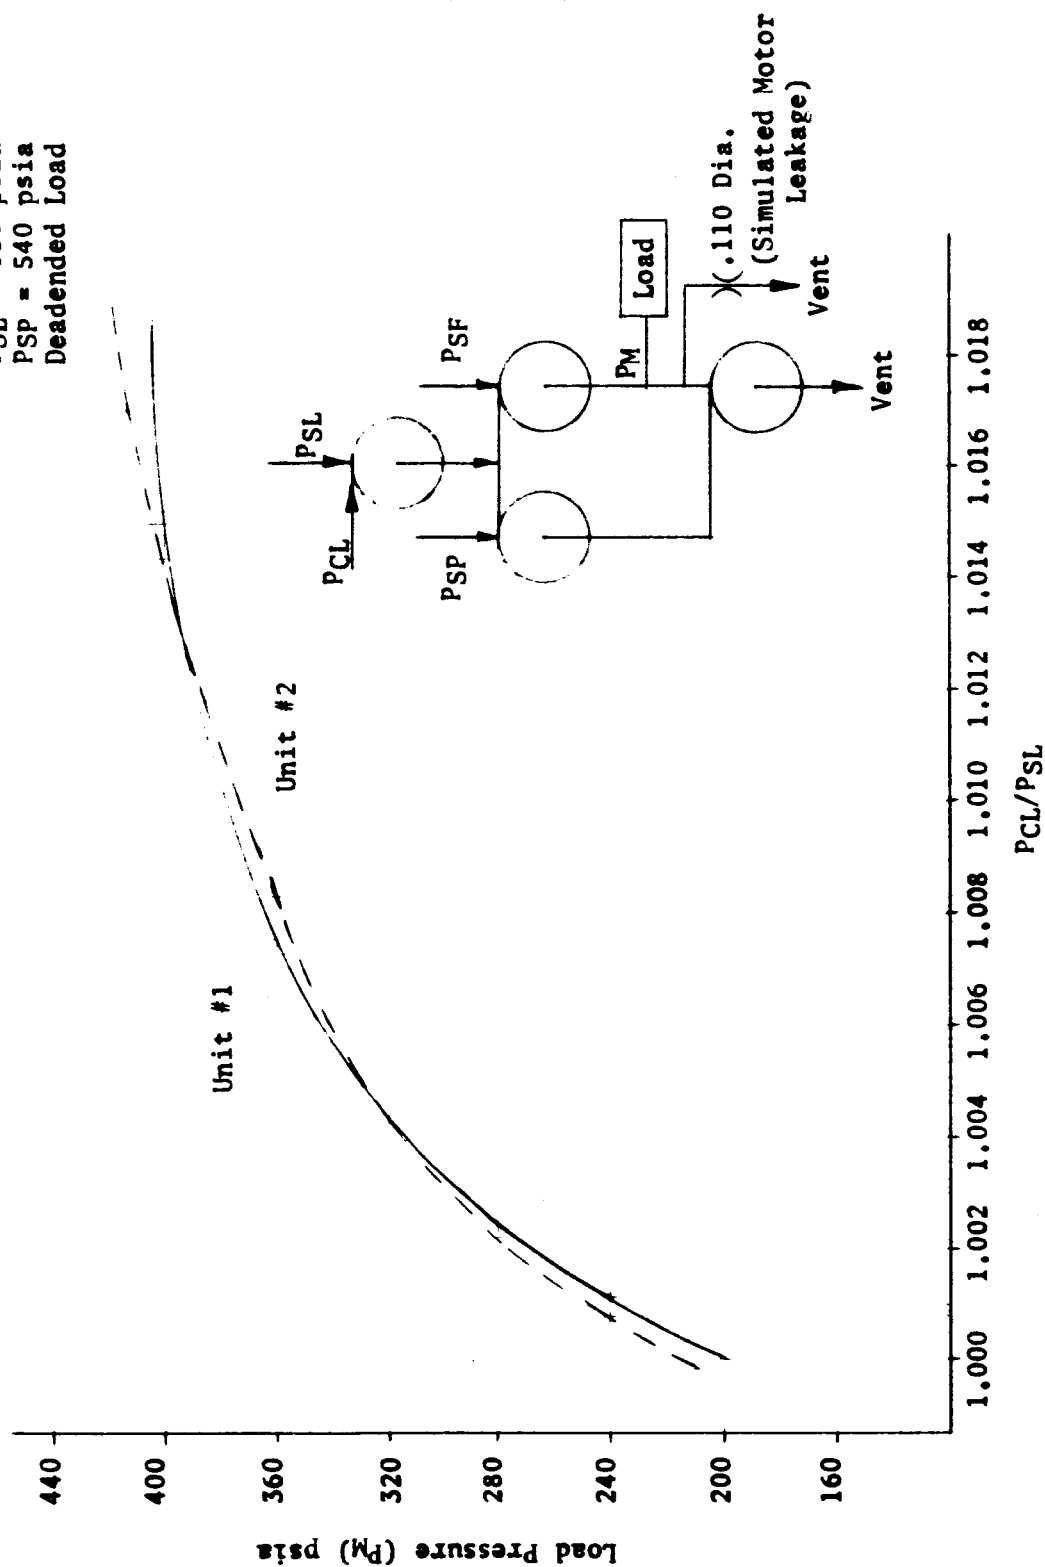 PSP = 540 psia
Deadended Load
440
400
360
320
280
240
200
160
Load Pressure (PM) psia
Unit #1
Unit #2
PCL
PSL
PSP
PSF
PM
Load
.110 Dia.
(Simulated Motor
Leakage)
Vent
Vent
1.000
1.002
1.004
1.006
1.008
1.010
1.012
1.014
1.016
1.018
PCL/PSL